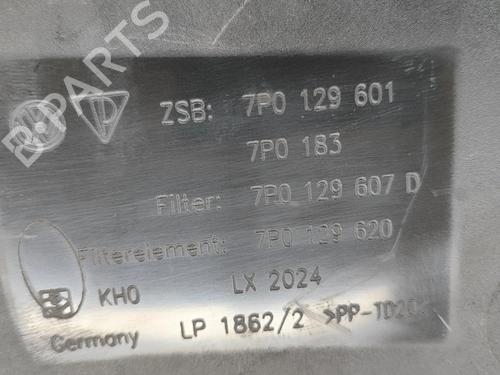 B-PARTS
ZSB: 7P0 129 601
7P0 183
Filter: 7P0 129 607 D
Filterelement: 7P0 129 620
KHO LX 2024
Germany LP 1862/2 >PP-TD20